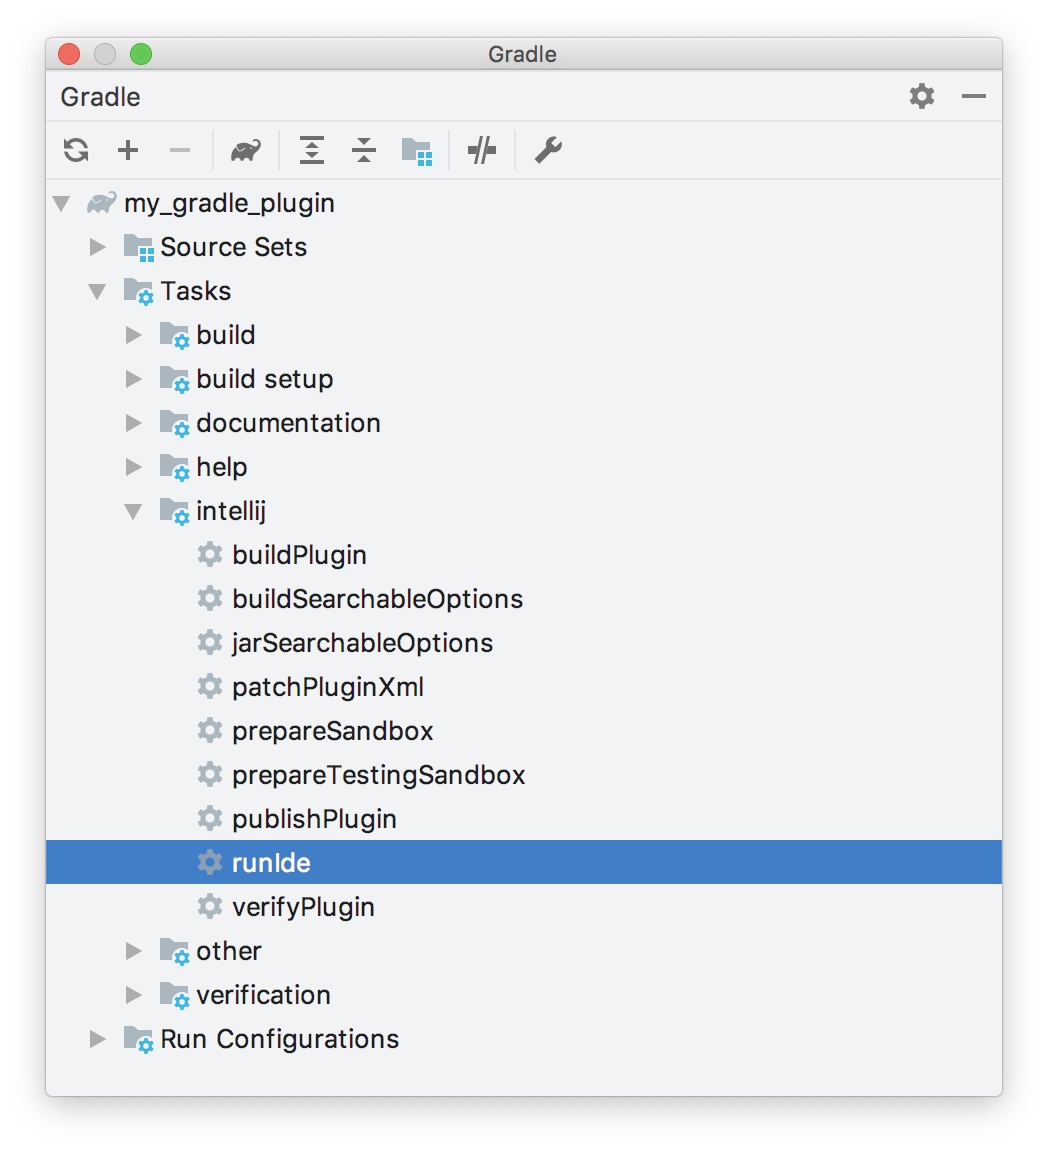 Gradle
Gradle
my_gradle_plugin
Source Sets
Tasks
build
build setup
documentation
help
intellij
buildPlugin
buildSearchableOptions
jarSearchableOptions
patchPluginXml
prepareSandbox
prepareTestingSandbox
publishPlugin
runIde
verifyPlugin
other
verification
Run Configurations